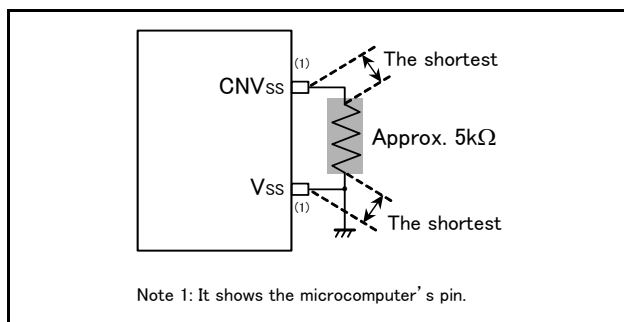 (1)
The shortest
CNVSS
Approx. 5kΩ
VSS
(1)
The shortest
Note 1: It shows the microcomputer's pin.